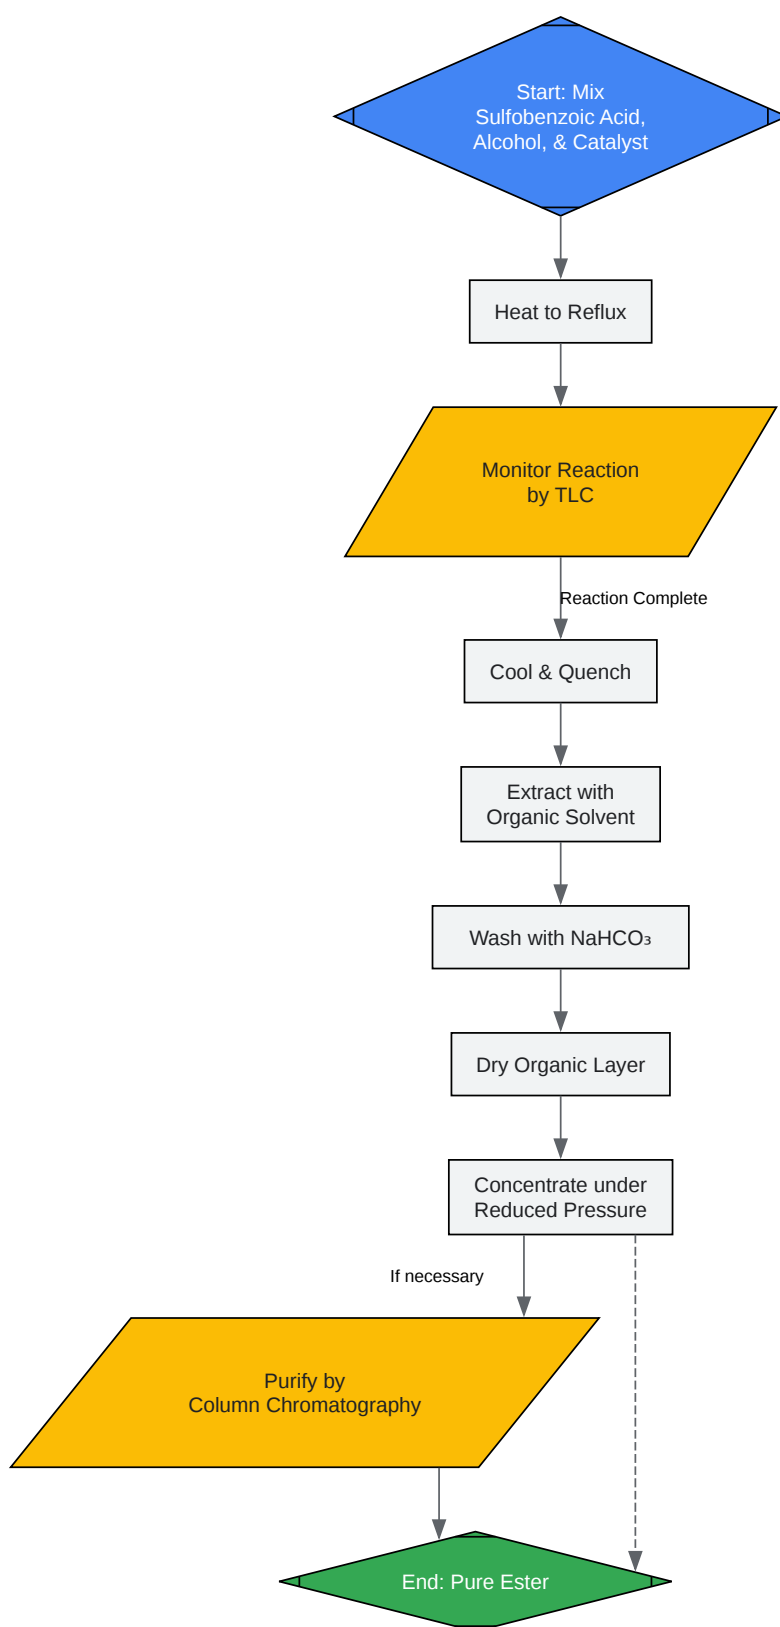 Start: Mix
Sulfobenzoic Acid,
Alcohol, & Catalyst
Heat to Reflux
Monitor Reaction
by TLC
Reaction Complete
Cool & Quench
Extract with
Organic Solvent
Wash with NaHCO₃
Dry Organic Layer
Concentrate under
Reduced Pressure
If necessary
Purify by
Column Chromatography
End: Pure Ester